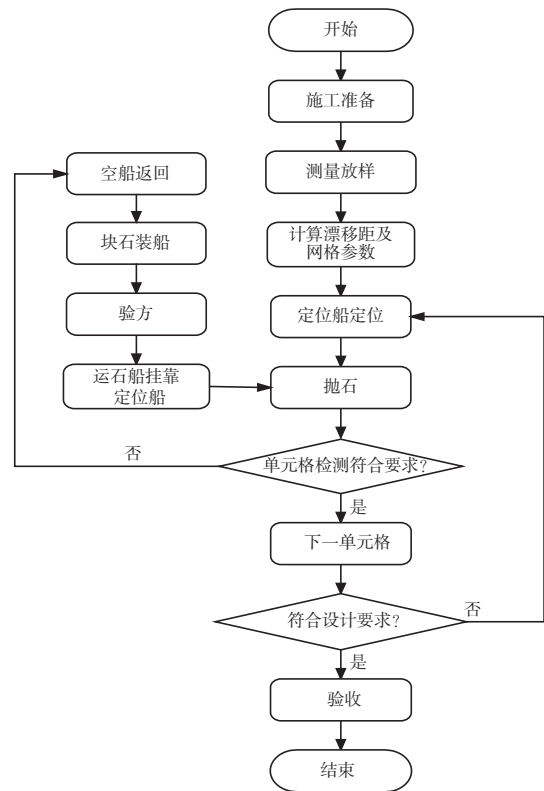 开始
施工准备
测量放样
计算漂移距及
网格参数
定位船定位
抛石
空船返回
块石装船
验方
运石船挂靠
定位船
单元格检测符合要求？
否
是
下一单元格
符合设计要求？
否
是
验收
结束